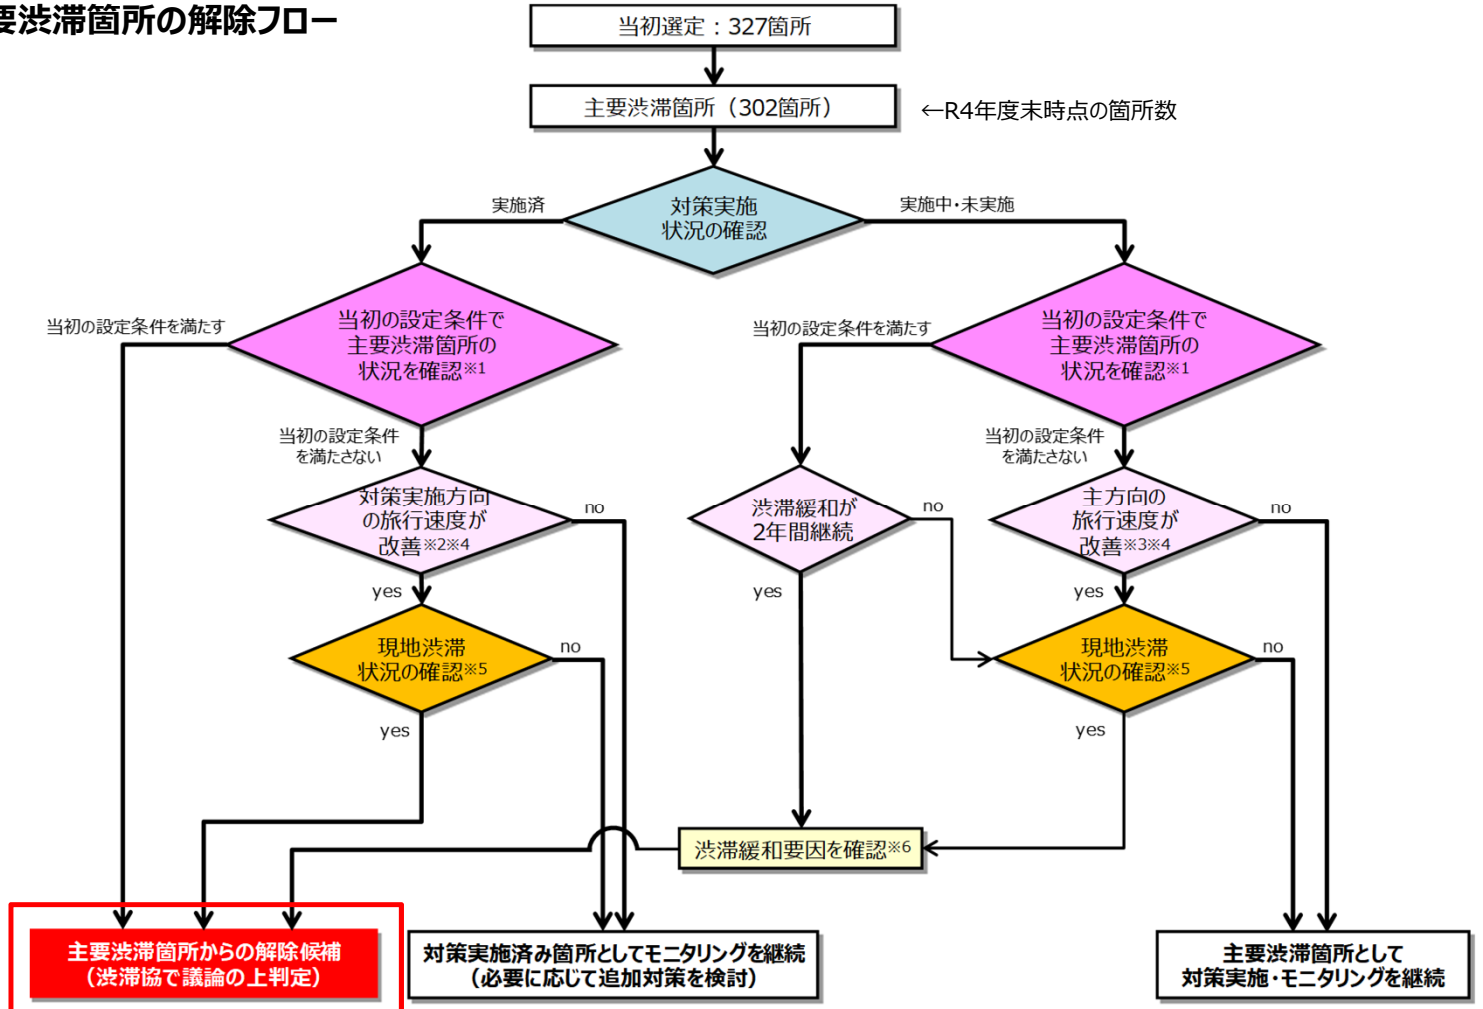 要渋滞箇所の解除フロー
当初選定：327箇所
主要渋滞箇所（302箇所）
←R4年度末時点の箇所数
対策実施
状況の確認
実施済
実施中・未実施
当初の設定条件で
主要渋滞箇所の
状況を確認※1
当初の設定条件を満たす
当初の設定条件で
主要渋滞箇所の
状況を確認※1
当初の設定条件を満たす
当初の設定条件
を満たさない
当初の設定条件
を満たさない
対策実施方向
の旅行速度が
改善※2※4
no
渋滞緩和が
2年間継続
no
主方向の
旅行速度が
改善※3※4
no
yes
yes
yes
現地渋滞
状況の確認※5
no
現地渋滞
状況の確認※5
no
yes
yes
渋滞緩和要因を確認※6
主要渋滞箇所からの解除候補
（渋滞協で議論の上判定）
対策実施済み箇所としてモニタリングを継続
（必要に応じて追加対策を検討）
主要渋滞箇所として
対策実施・モニタリングを継続